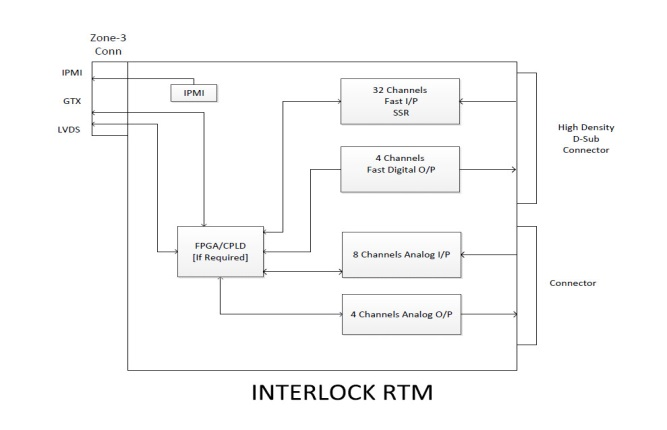 Zone-3
Conn
IPMI
GTX
LVDS
IPMI
32 Channels
Fast I/P
SSR
4 Channels
Fast Digital O/P
High Density
D-Sub
Connector
FPGA/CPLD
[If Required]
8 Channels Analog I/P
4 Channels Analog O/P
Connector
INTERLOCK RTM